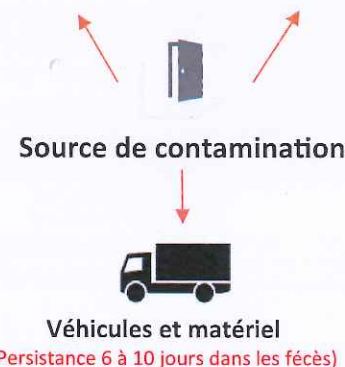 Source de contamination
Véhicules et matériel
Persistance 6 à 10 jours dans les fécès)